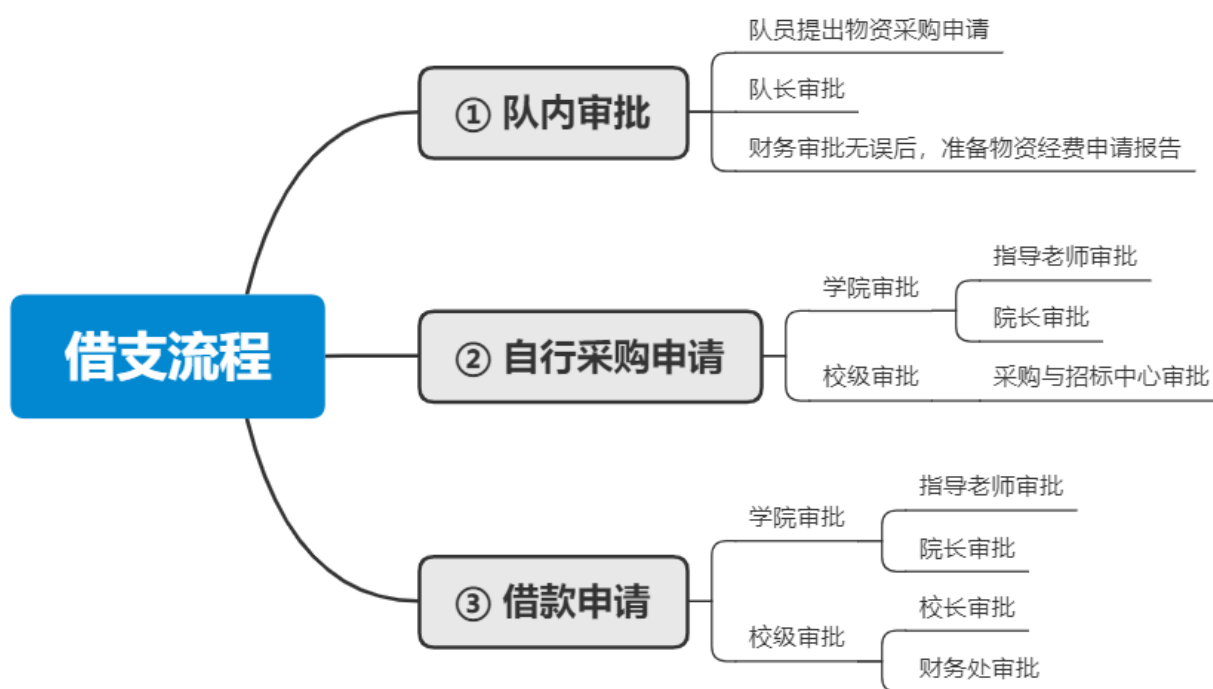 借支流程
① 队内审批
队员提出物资采购申请
队长审批
财务审批无误后，准备物资经费申请报告
② 自行采购申请
学院审批
指导老师审批
院长审批
校级审批
采购与招标中心审批
③ 借款申请
学院审批
指导老师审批
院长审批
校级审批
校长审批
财务处审批